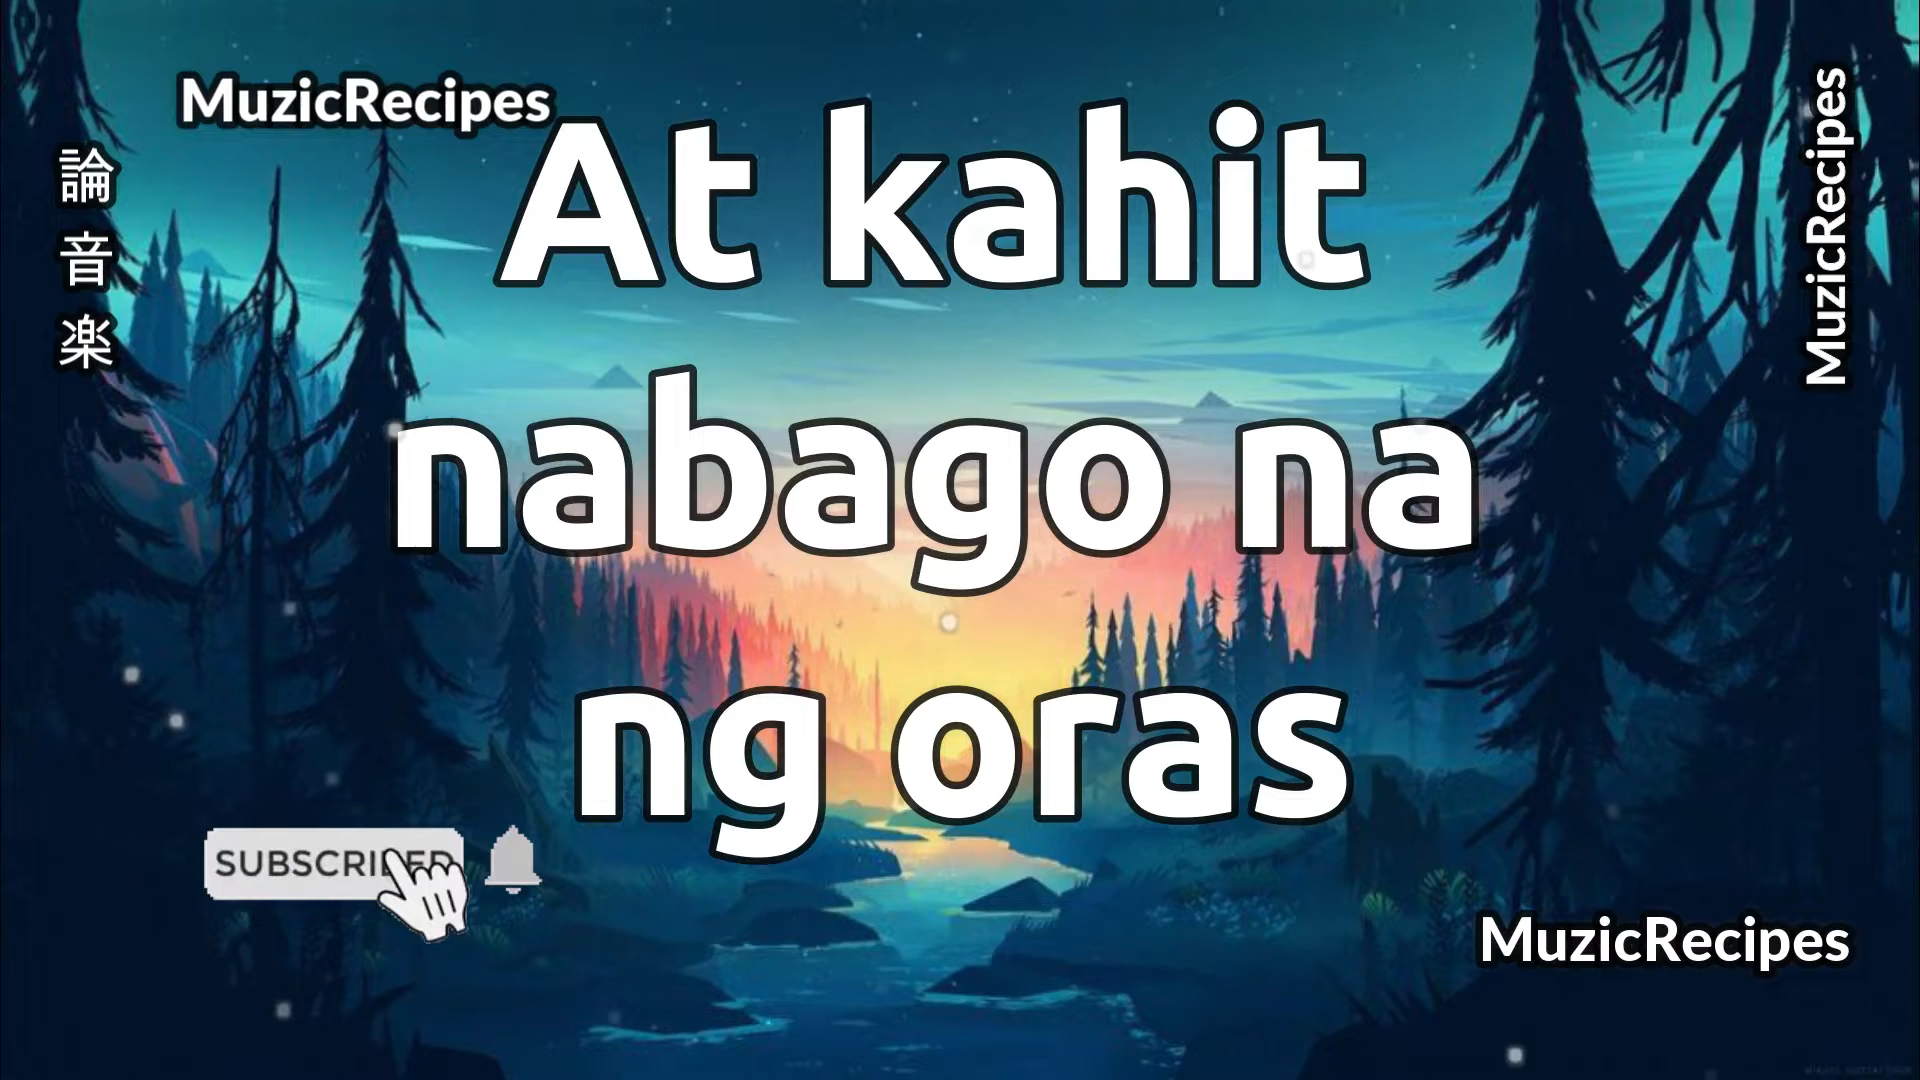 MuzicRecipes
論
音
楽
At kahit
nabago na
ng oras
MuzicRecipes
MuzicRecipes